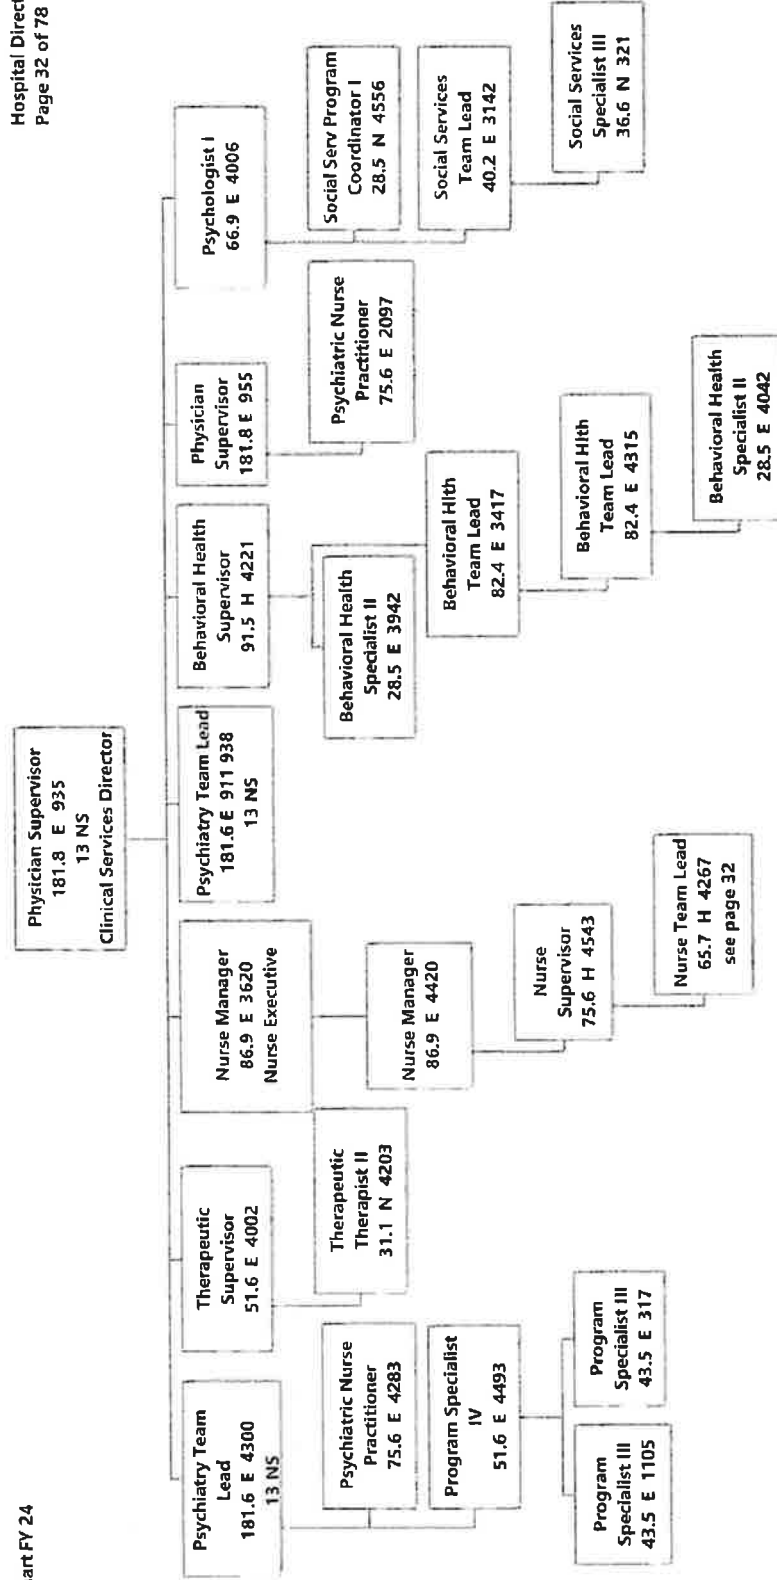 art FY 24
Hospital Direct
Page 32 of 78
Physician Supervisor
181.8 E 935
13 NS
Clinical Services Director
Psychiatry Team
Lead
181.6 E 4300
13 NS
Therapeutic
Supervisor
51.6 E 4002
Nurse Manager
86.9 E 3620
Nurse Executive
Psychiatry Team Lead
181.6 E 911 938
13 NS
Behavioral Health
Supervisor
91.5 H 4221
Physician
Supervisor
181.8 E 955
Psychologist I
66.9 E 4006
Psychiatric Nurse
Practitioner
75.6 E 4283
Program Specialist
IV
51.6 E 4493
Program
Specialist III
43.5 E 1105
Program
Specialist III
43.5 E 317
Therapeutic
Therapist II
31.1 N 4203
Nurse Manager
86.9 E 4420
Nurse
Supervisor
75.6 H 4543
Nurse Team Lead
65.7 H 4267
see page 32
Behavioral Health
Specialist II
28.5 E 3942
Behavioral Hlth
Team Lead
82.4 E 3417
Behavioral Hlth
Team Lead
82.4 E 4315
Behavioral Health
Specialist II
28.5 E 4042
Psychiatric Nurse
Practitioner
75.6 E 2097
Social Serv Program
Coordinator I
28.5 N 4556
Social Services
Team Lead
40.2 E 3142
Social Services
Specialist III
36.6 N 321